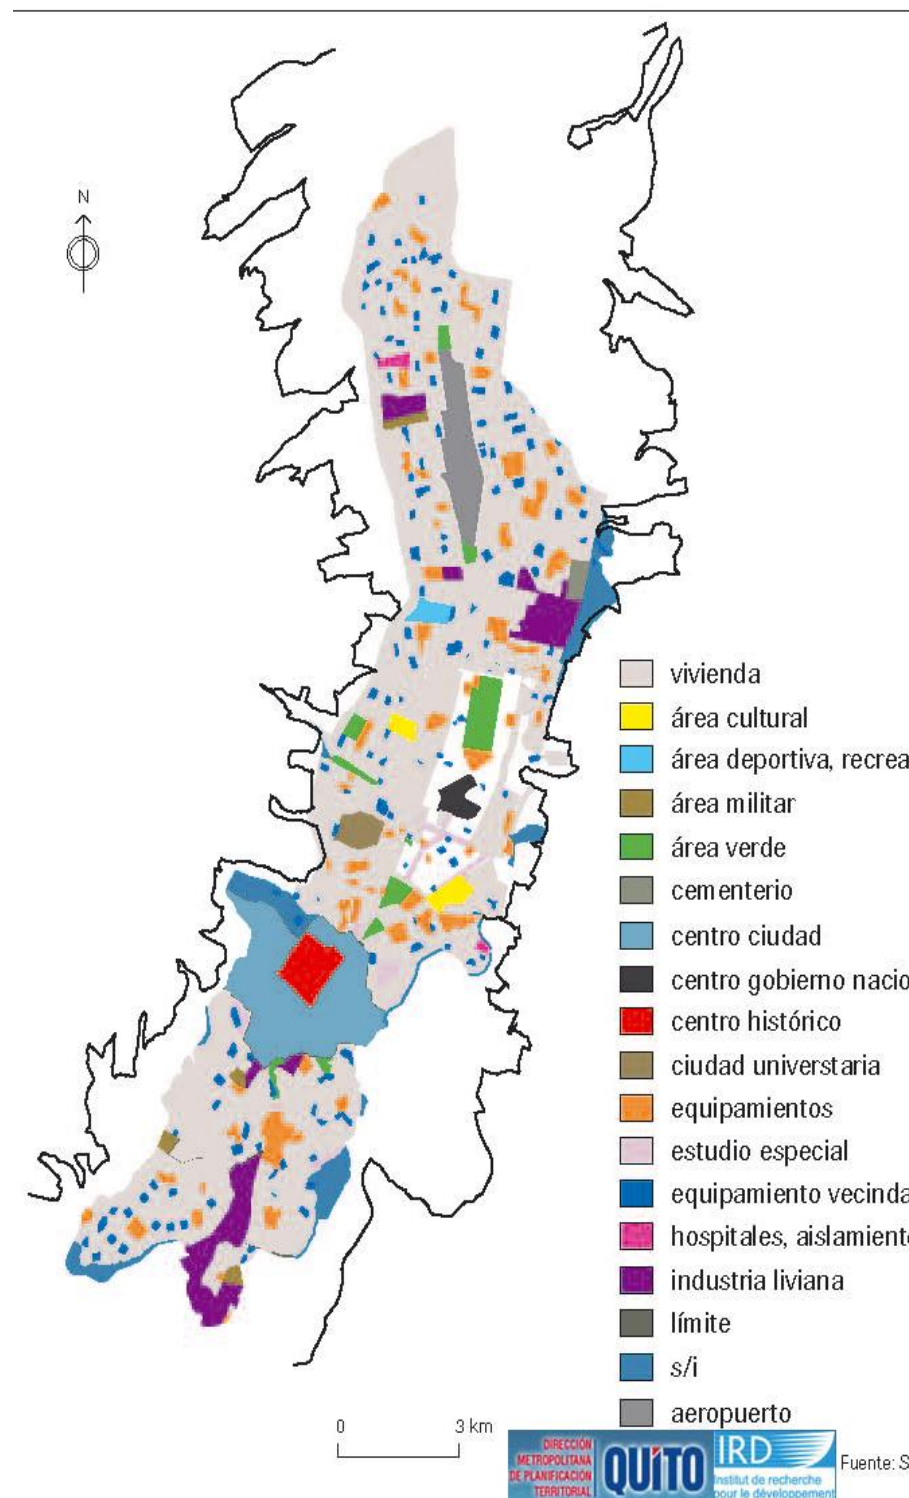 N
vivienda
área cultural
área deportiva, recrea
área militar
área verde
cementerio
centro ciudad
centro gobierno nacio
centro histórico
ciudad universtaria
equipamientos
estudio especial
equipamiento vecinda
hospitales, aislamiento
industria liviana
límite
s/i
aeropuerto
0 3 km
DIRECCIÓN
METROPOLITANA
DE PLANIFICACIÓN
TERRITORIAL
QUITO
IRD
Institut de recherche
pour le développement
Fuente: S